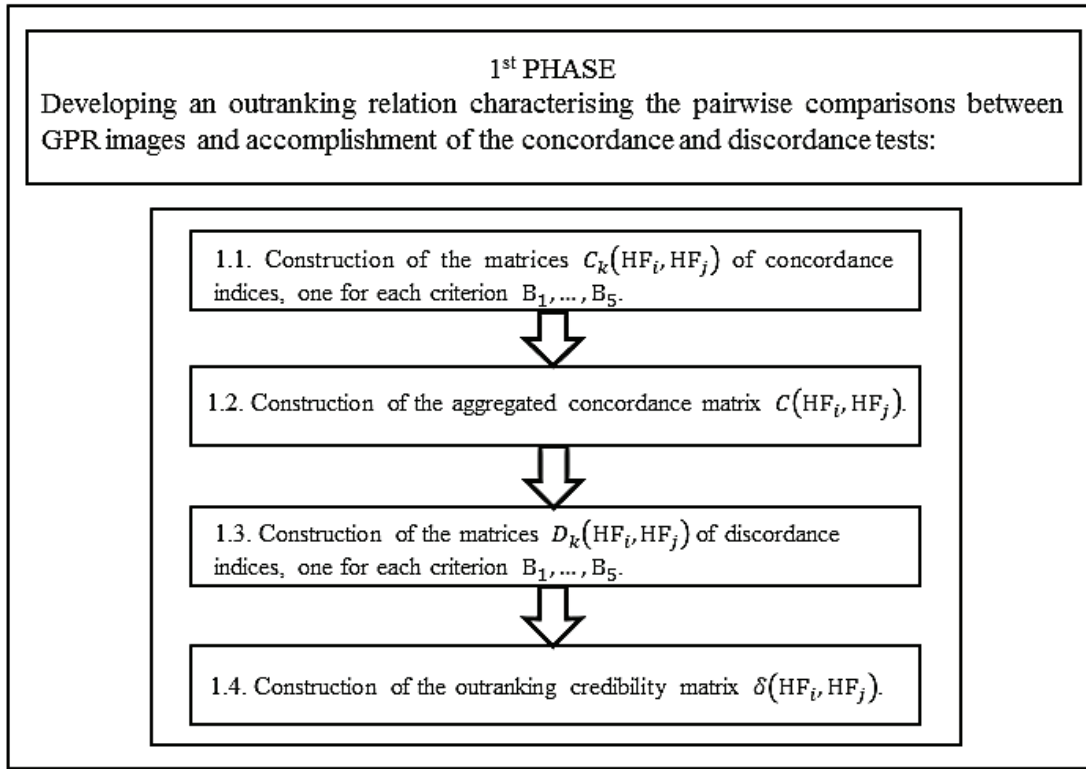 1st PHASE
Developing an outranking relation characterising the pairwise comparisons between
GPR images and accomplishment of the concordance and discordance tests:
1.1. Construction of the matrices C_k(HF_i, HF_j) of concordance
indices, one for each criterion B_1, ..., B_5.
1.2. Construction of the aggregated concordance matrix C(HF_i, HF_j).
1.3. Construction of the matrices D_k(HF_i, HF_j) of discordance
indices, one for each criterion B_1, ..., B_5.
1.4. Construction of the outranking credibility matrix δ(HF_i, HF_j).